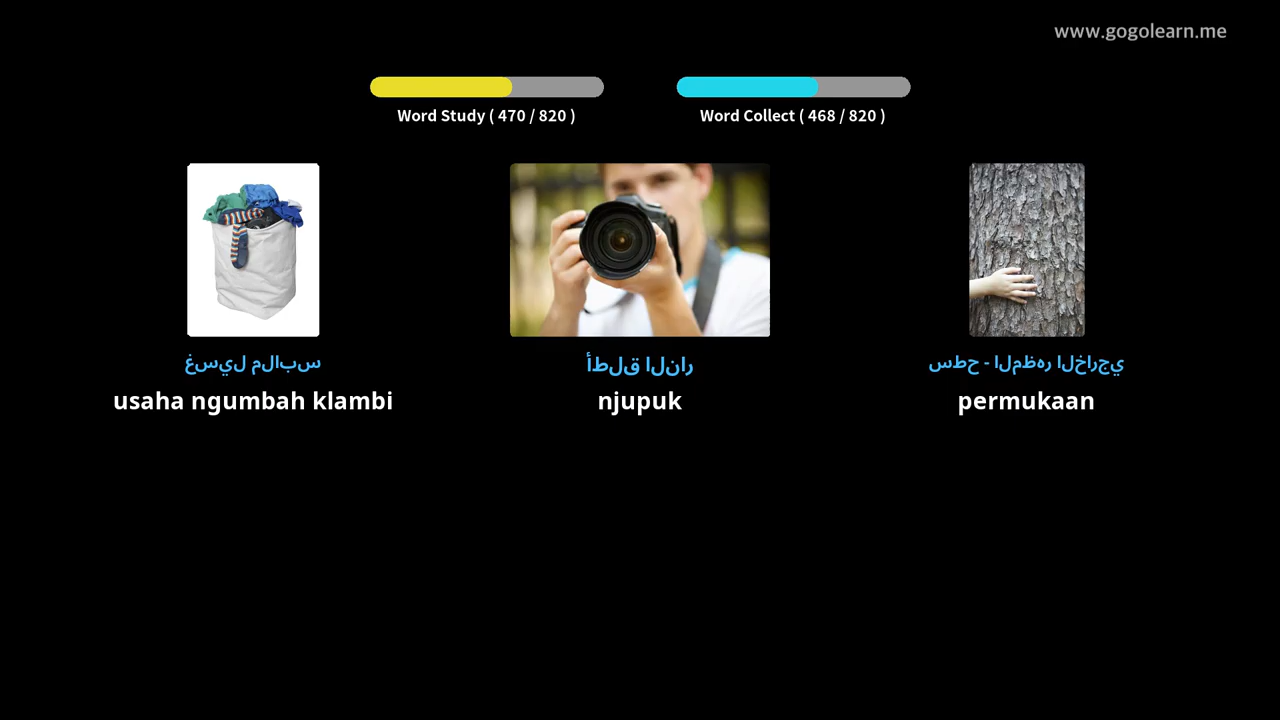 www.gogolearn.me
Word Study ( 470 / 820 )
Word Collect ( 468 / 820 )
غسيل ملابس
usaha ngumbah klambi
أطلق النار
njupuk
سطح - المظهر الخارجي
permukaan